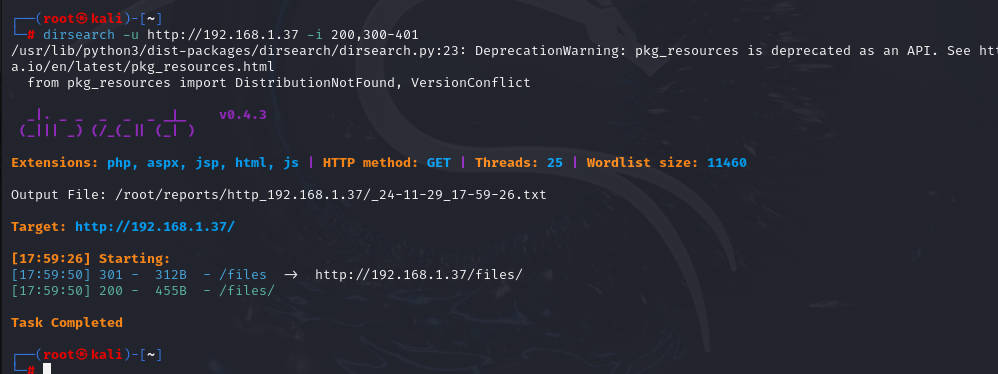 ┌──(root㉿kali)-[~]
└─# dirsearch -u http://192.168.1.37 -i 200,300-401
/usr/lib/python3/dist-packages/dirsearch/dirsearch.py:23: DeprecationWarning: pkg_resources is deprecated as an API. See htt
a.io/en/latest/pkg_resources.html
  from pkg_resources import DistributionNotFound, VersionConflict
  _|. _ _  _  _  _ _|_    v0.4.3
 (_||| _) (/_(_|| (_| )
Extensions: php, aspx, jsp, html, js | HTTP method: GET | Threads: 25 | Wordlist size: 11460
Output File: /root/reports/http_192.168.1.37/_24-11-29_17-59-26.txt
Target: http://192.168.1.37/
[17:59:26] Starting:
[17:59:50] 301 -  312B  - /files  ->  http://192.168.1.37/files/
[17:59:50] 200 -  455B  - /files/
Task Completed
┌──(root㉿kali)-[~]
└─#